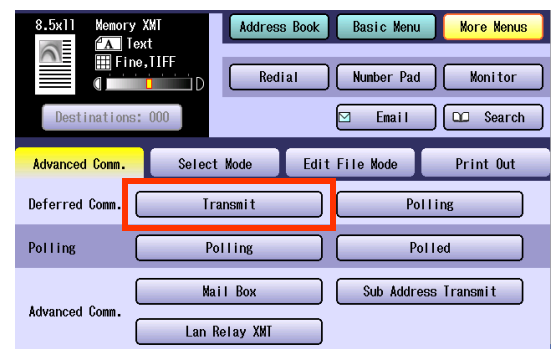 8.5x11 Memory XMT
A Text
Fine,TIFF
D
Destinations: 000
Address Book Basic Menu More Menus
Redial Number Pad Monitor
Email Search
Advanced Comm. Select Mode Edit File Mode Print Out
Deferred Comm. Transmit Polling
Polling Polling Polled
Advanced Comm. Mail Box Sub Address Transmit
Lan Relay XMT